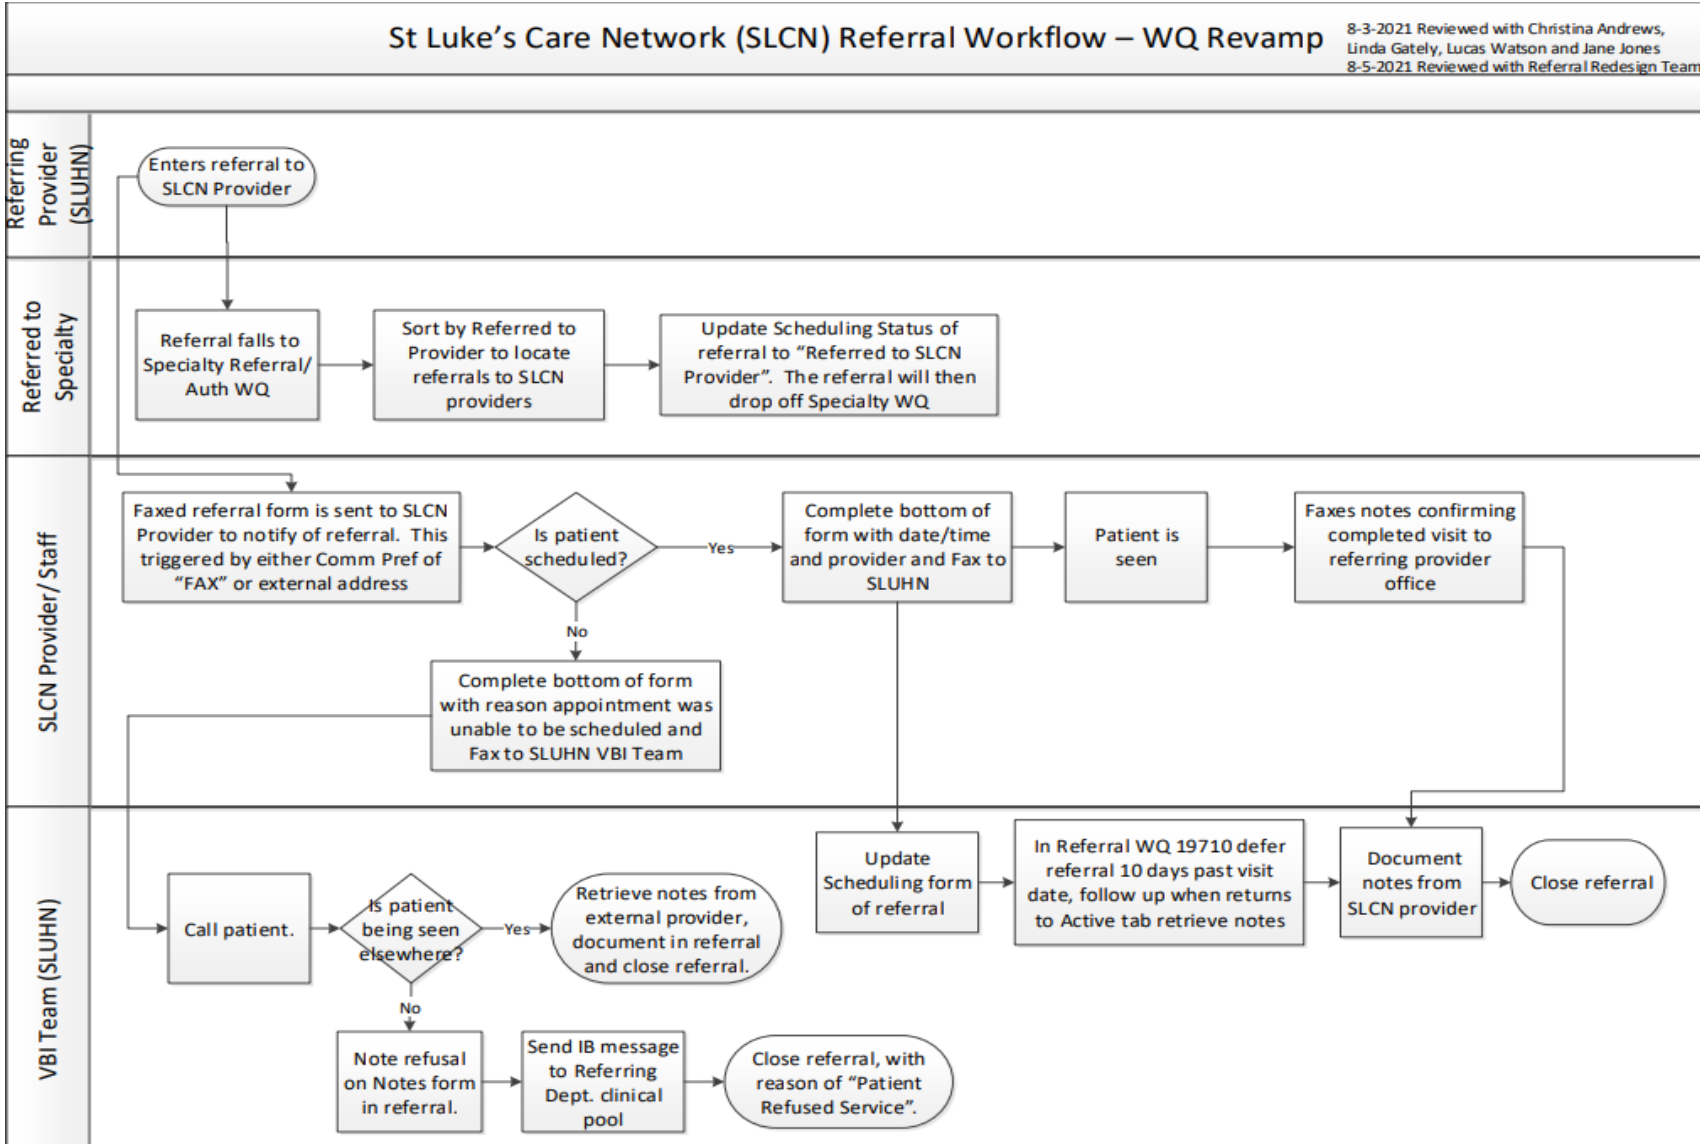 St Luke's Care Network (SLCN) Referral Workflow – WQ Revamp
8-3-2021 Reviewed with Christina Andrews,
Linda Gately, Lucas Watson and Jane Jones
8-5-2021 Reviewed with Referral Redesign Team
Referring
Provider
(SLUHN)
Enters referral to
SLCN Provider
Referred to
Specialty
Referral falls to
Specialty Referral/
Auth WQ
Sort by Referred to
Provider to locate
referrals to SLCN
providers
Update Scheduling Status of
referral to “Referred to SLCN
Provider”.  The referral will then
drop off Specialty WQ
SLCN Provider/ Staff
Faxed referral form is sent to SLCN
Provider to notify of referral.  This
triggered by either Comm Pref of
“FAX” or external address
Is patient
scheduled?
Yes
Complete bottom of
form with date/time
and provider and Fax to
SLUHN
Patient is
seen
Faxes notes confirming
completed visit to
referring provider
office
No
Complete bottom of form
with reason appointment was
unable to be scheduled and
Fax to SLUHN VBI Team
VBI Team (SLUHN)
Call patient.
Is patient
being seen
elsewhere?
Yes
Retrieve notes from
external provider,
document in referral
and close referral.
Update
Scheduling form
of referral
In Referral WQ 19710 defer
referral 10 days past visit
date, follow up when returns
to Active tab retrieve notes
Document
notes from
SLCN provider
Close referral
No
Note refusal
on Notes form
in referral.
Send IB message
to Referring
Dept. clinical
pool
Close referral, with
reason of “Patient
Refused Service”.